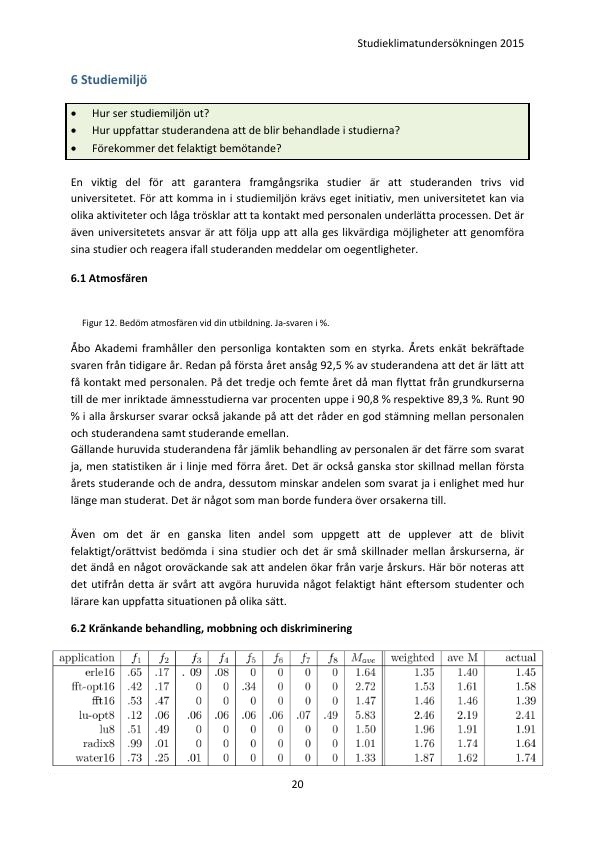 Studieklimatundersökningen 2015
6 Studiemiljö
• Hur ser studiemiljön ut?
• Hur uppfattar studerandena att de blir behandlade i studierna?
• Förekommer det felaktigt bemötande?
En viktig del för att garantera framgångsrika studier är att studeranden trivs vid
universitetet. För att komma in i studiemiljön krävs eget initiativ, men universitetet kan via
olika aktiviteter och låga trösklar att ta kontakt med personalen underlätta processen. Det är
även universitetets ansvar är att följa upp att alla ges likvärdiga möjligheter att genomföra
sina studier och reagera ifall studeranden meddelar om oegentligheter.
6.1 Atmosfären
Figur 12. Bedöm atmosfären vid din utbildning. Ja-svaren i %.
Åbo Akademi framhåller den personliga kontakten som en styrka. Årets enkät bekräftade
svaren från tidigare år. Redan på första året ansåg 92,5 % av studerandena att det är lätt att
få kontakt med personalen. På det tredje och femte året då man flyttat från grundkurserna
till de mer inriktade ämnesstudierna var procenten uppe i 90,8 % respektive 89,3 %. Runt 90
% i alla årskurser svarar också jakande på att det råder en god stämning mellan personalen
och studerandena samt studerande emellan.
Gällande huruvida studerandena får jämlik behandling av personalen är det färre som svarat
ja, men statistiken är i linje med förra året. Det är också ganska stor skillnad mellan första
årets studerande och de andra, dessutom minskar andelen som svarat ja i enlighet med hur
länge man studerat. Det är något som man borde fundera över orsakerna till.
Även om det är en ganska liten andel som uppgett att de upplever att de blivit
felaktigt/orättvist bedömda i sina studier och det är små skillnader mellan årskurserna, är
det ändå en något oroväckande sak att andelen ökar från varje årskurs. Här bör noteras att
det utifrån detta är svårt att avgöra huruvida något felaktigt hänt eftersom studenter och
lärare kan uppfatta situationen på olika sätt.
6.2 Kränkande behandling, mobbning och diskriminering
application f1 f2 f3 f4 f5 f6 f7 f8 Mave weighted ave M actual
erle16 .65 .17 . 09 .08 0 0 0 0 1.64 1.35 1.40 1.45
fft-opt16 .42 .17 0 0 .34 0 0 0 2.72 1.53 1.61 1.58
fft16 .53 .47 0 0 0 0 0 0 1.47 1.46 1.46 1.39
lu-opt8 .12 .06 .06 .06 .06 .06 .07 .49 5.83 2.46 2.19 2.41
lu8 .51 .49 0 0 0 0 0 0 1.50 1.96 1.91 1.91
radix8 .99 .01 0 0 0 0 0 0 1.01 1.76 1.74 1.64
water16 .73 .25 .01 0 0 0 0 0 1.33 1.87 1.62 1.74
20